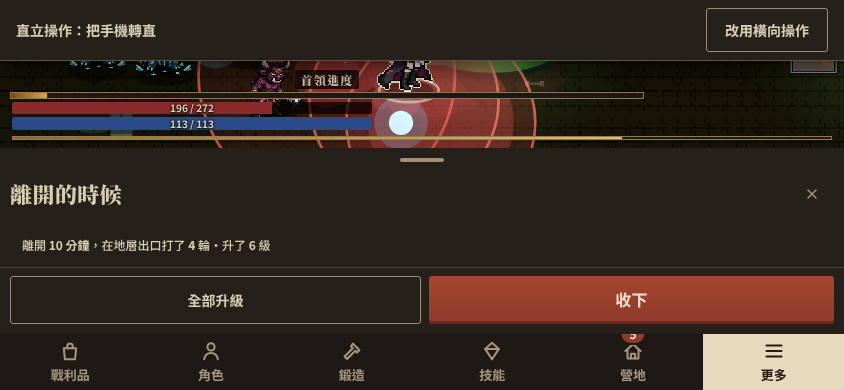 直立操作：把手機轉直
改用橫向操作
首領進度
196 / 272
113 / 113
離開的時候
離開 10 分鐘，在地層出口打了 4 輪·升了 6 級
全部升級
收下
戰利品
角色
鍛造
技能
營地
更多